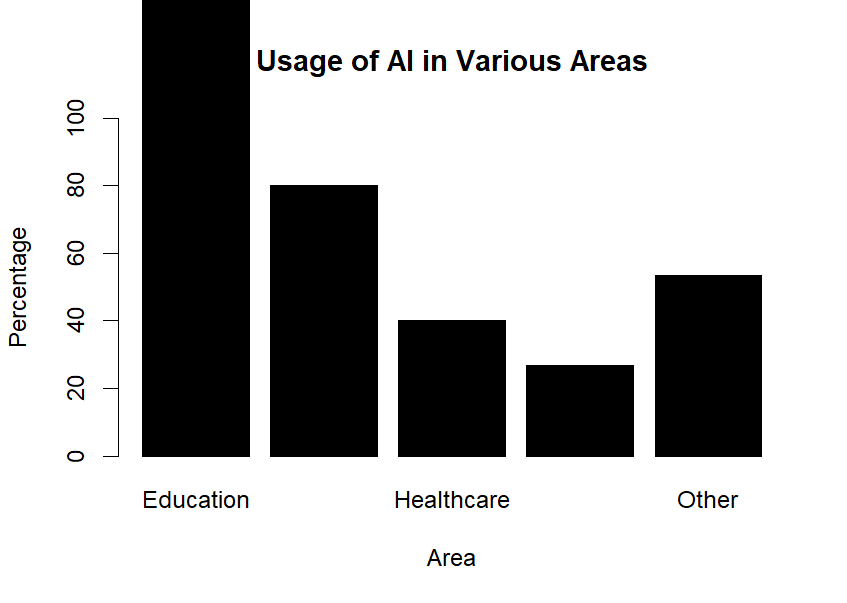 Usage of AI in Various Areas
Percentage
100
80
60
40
20
0
Education Healthcare Other
Area